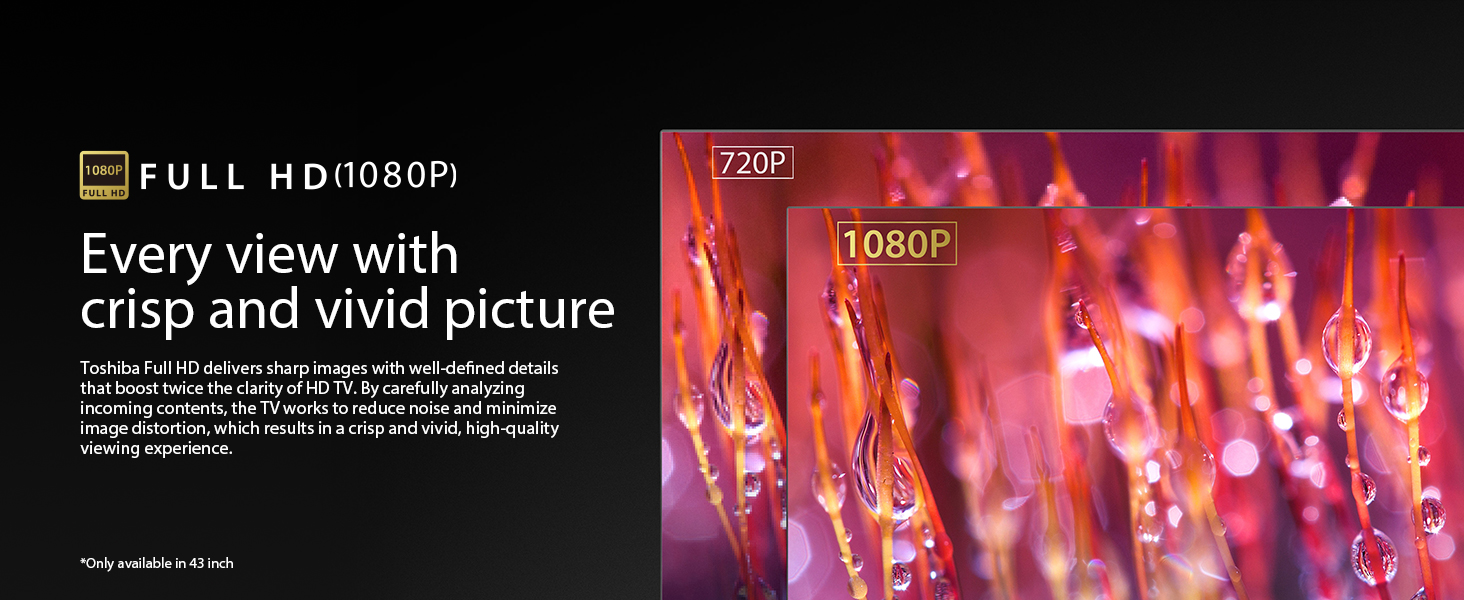 1080P
FULL HD
FULL HD(1080P)
Every view with
crisp and vivid picture
Toshiba Full HD delivers sharp images with well-defined details
that boost twice the clarity of HD TV. By carefully analyzing
incoming contents, the TV works to reduce noise and minimize
image distortion, which results in a crisp and vivid, high-quality
viewing experience.
*Only available in 43 inch
720P
1080P